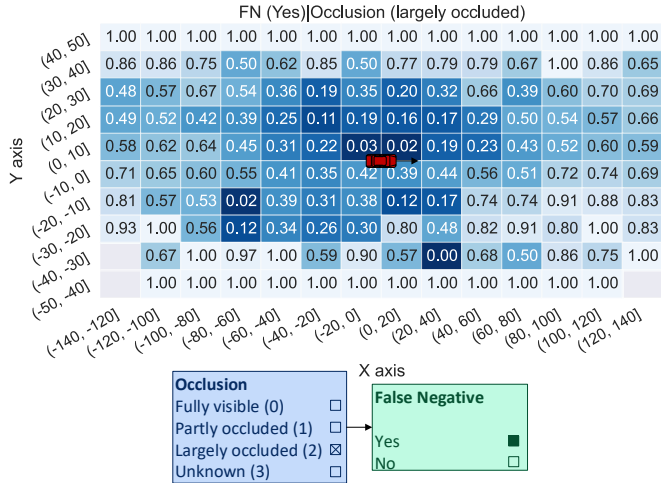 FN (Yes)|Occlusion (largely occluded)
(40, 50] 1.00 1.00 1.00 1.00 1.00 1.00 1.00 1.00 1.00 1.00 1.00 1.00 1.00 1.00
(30, 40] 0.86 0.86 0.75 0.50 0.62 0.85 0.50 0.77 0.79 0.79 0.67 1.00 0.86 0.65
(20, 30] 0.48 0.57 0.67 0.54 0.36 0.19 0.35 0.20 0.32 0.66 0.39 0.60 0.70 0.69
(10, 20] 0.49 0.52 0.42 0.39 0.25 0.11 0.19 0.16 0.17 0.29 0.50 0.54 0.57 0.66
(0, 10] 0.58 0.62 0.64 0.45 0.31 0.22 0.03 0.02 0.19 0.23 0.43 0.52 0.60 0.59
(-10, 0] 0.71 0.65 0.60 0.55 0.41 0.35 0.42 0.39 0.44 0.56 0.51 0.72 0.74 0.69
(-20, -10] 0.81 0.57 0.53 0.02 0.39 0.31 0.38 0.12 0.17 0.74 0.74 0.91 0.88 0.83
(-30, -20] 0.93 1.00 0.56 0.12 0.34 0.26 0.30 0.80 0.48 0.82 0.91 0.80 1.00 0.83
(-40, -30] 0.67 1.00 0.97 1.00 0.59 0.90 0.57 0.00 0.68 0.50 0.86 0.75 1.00
(-50, -40] 1.00 1.00 1.00 1.00 1.00 1.00 1.00 1.00 1.00 1.00 1.00 1.00
Y axis
(-140, -120] (-120, -100] (-100, -80] (-80, -60] (-60, -40] (-40, -20] (-20, 0] (0, 20] (20, 40] (40, 60] (60, 80] (80, 100] (100, 120] (120, 140]
X axis
Occlusion
Fully visible (0)
Partly occluded (1)
Largely occluded (2)
Unknown (3)
False Negative
Yes
No